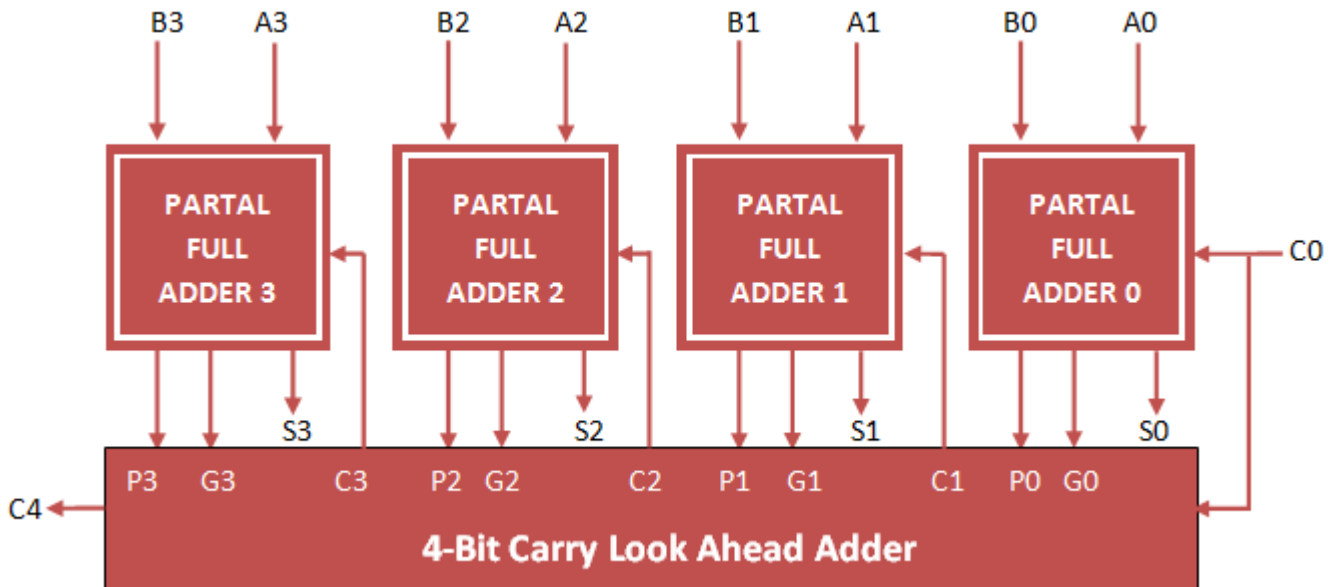 B3 A3 B2 A2 B1 A1 B0 A0
PARTAL FULL ADDER 3
PARTAL FULL ADDER 2
PARTAL FULL ADDER 1
PARTAL FULL ADDER 0
C0
S3 S2 S1 S0
P3 G3 C3 P2 G2 C2 P1 G1 C1 P0 G0
C4
4-Bit Carry Look Ahead Adder